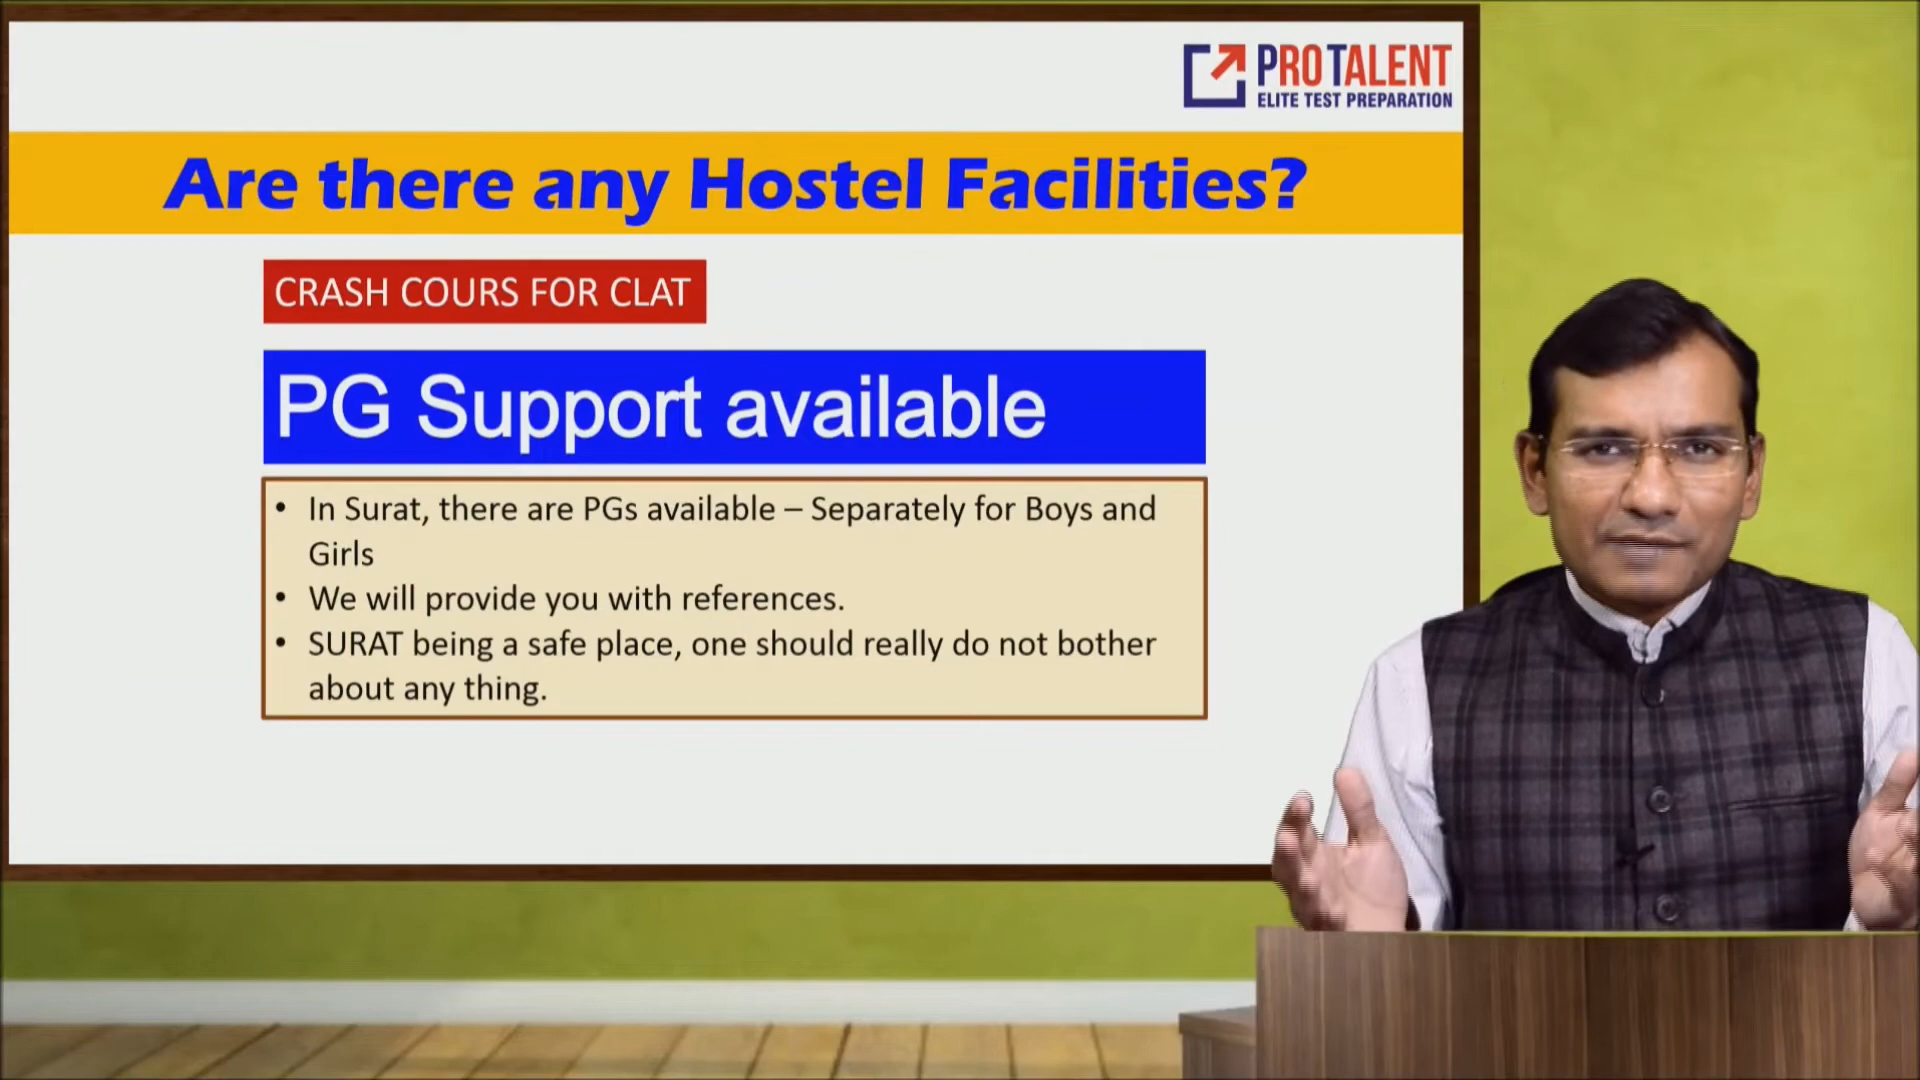 PROTALENT
ELITE TEST PREPARATION
Are there any Hostel Facilities?
CRASH COURS FOR CLAT
PG Support available
• In Surat, there are PGs available – Separately for Boys and
Girls
• We will provide you with references.
• SURAT being a safe place, one should really do not bother
about any thing.